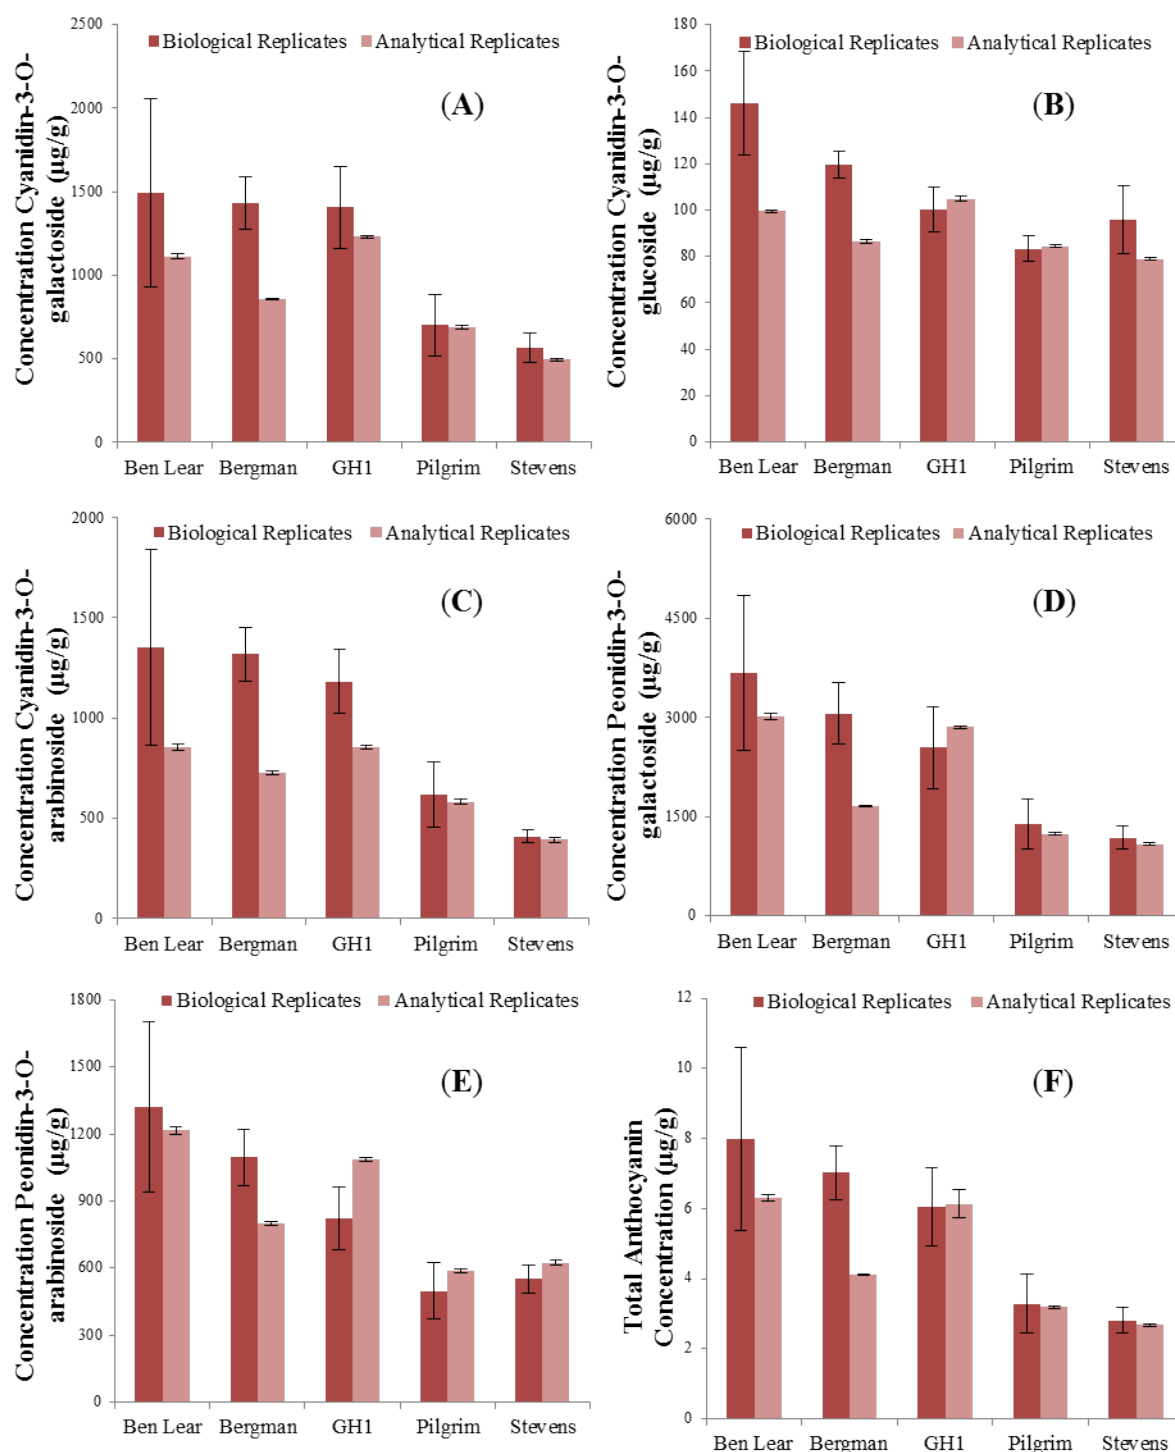 Concentration Cyanidin-3-O-
galactoside (µg/g)
2500
2000
1500
1000
500
0
Biological Replicates
Analytical Replicates
(A)
Ben Lear
Bergman
GH1
Pilgrim
Stevens
Concentration Cyanidin-3-O-
glucoside (µg/g)
180
160
140
120
100
80
60
40
20
0
Biological Replicates
Analytical Replicates
(B)
Ben Lear
Bergman
GH1
Pilgrim
Stevens
Concentration Cyanidin-3-O-
arabinoside (µg/g)
2000
1500
1000
500
0
Biological Replicates
Analytical Replicates
(C)
Ben Lear
Bergman
GH1
Pilgrim
Stevens
Concentration Peonidin-3-O-
galactoside (µg/g)
6000
4500
3000
1500
0
Biological Replicates
Analytical Replicates
(D)
Ben Lear
Bergman
GH1
Pilgrim
Stevens
Concentration Peonidin-3-O-
arabinoside (µg/g)
1800
1500
1200
900
600
300
0
Biological Replicates
Analytical Replicates
(E)
Ben Lear
Bergman
GH1
Pilgrim
Stevens
Total Anthocyanin
Concentration (µg/g)
12
10
8
6
4
2
0
Biological Replicates
Analytical Replicates
(F)
Ben Lear
Bergman
GH1
Pilgrim
Stevens